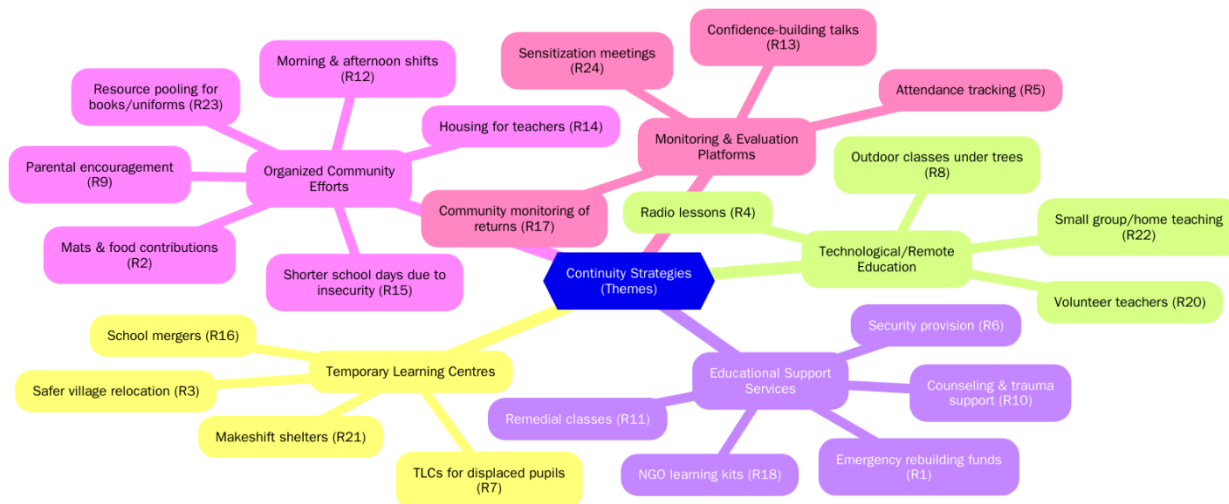 Confidence-building talks
(R13)
Sensitization meetings
(R24)
Attendance tracking (R5)
Monitoring & Evaluation
Platforms
Community monitoring of
returns (R17)
Morning & afternoon shifts
(R12)
Resource pooling for
books/uniforms (R23)
Housing for teachers (R14)
Organized Community
Efforts
Parental encouragement
(R9)
Mats & food contributions
(R2)
Shorter school days due to
insecurity (R15)
Outdoor classes under trees
(R8)
Radio lessons (R4)
Small group/home teaching
(R22)
Technological/Remote
Education
Volunteer teachers (R20)
Continuity Strategies
(Themes)
School mergers (R16)
Safer village relocation (R3)
Temporary Learning Centres
Makeshift shelters (R21)
TLCs for displaced pupils
(R7)
Security provision (R6)
Educational Support
Services
Counseling & trauma
support (R10)
Remedial classes (R11)
NGO learning kits (R18)
Emergency rebuilding funds
(R1)